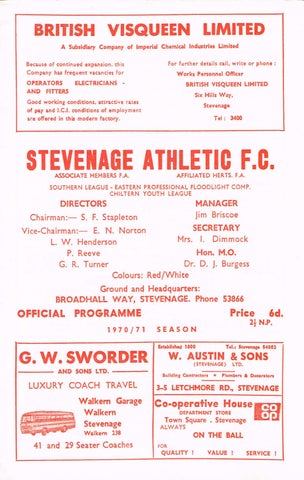 BRITISH VISQUEEN LIMITED
A Subsidiary Company of Imperial Chemical Industries Limited
Because of continued expansion, this
Company has frequent vacancies for
OPERATORS ELECTRICIANS -
AND FITTERS
Good working conditions, attractive rates
of pay and I.C.I. conditions of employment
are offered in this modern factory.
For further details call, write or phone :
Works Personnel Officer
BRITISH VISQUEEN LIMITED
Six Hills Way,
Stevenage
Tel : 3400
STEVENAGE ATHLETIC F.C.
ASSOCIATE MEMBERS F.A. AFFILIATED HERTS. F.A.
SOUTHERN LEAGUE - EASTERN PROFESSIONAL FLOODLIGHT COMP.
CHILTERN YOUTH LEAGUE
DIRECTORS
Chairman:— S. F. Stapleton
Vice-Chairman:— E. N. Norton
L. W. Henderson
P. Reeve
G. R. Turner
MANAGER
Jim Briscoe
SECRETARY
Mrs. I. Dimmock
Hon. M.O.
Dr. D. J. Burgess
Colours: Red/White
Ground and Headquarters:
BROADHALL WAY, STEVENAGE. Phone 53866
OFFICIAL PROGRAMME Price 6d.
2½ N.P.
1970/71 SEASON
G. W. SWORDER
AND SONS LTD.
LUXURY COACH TRAVEL
Walkern Garage
Walkern
Stevenage
Walkern 238
41 and 29 Seater Coaches
Established 1800 Tel.: Stevenage 54802
W. AUSTIN & SONS
(STEVENAGE) LTD.
Building Contractors • Plumbers & Decorators
3-5 LETCHMORE RD., STEVENAGE
Co-operative House
DEPARTMENT STORE
Town Square . Stevenage
ALWAYS
ON THE BALL
FOR
QUALITY ! VALUE ! SERVICE !
CO
OP